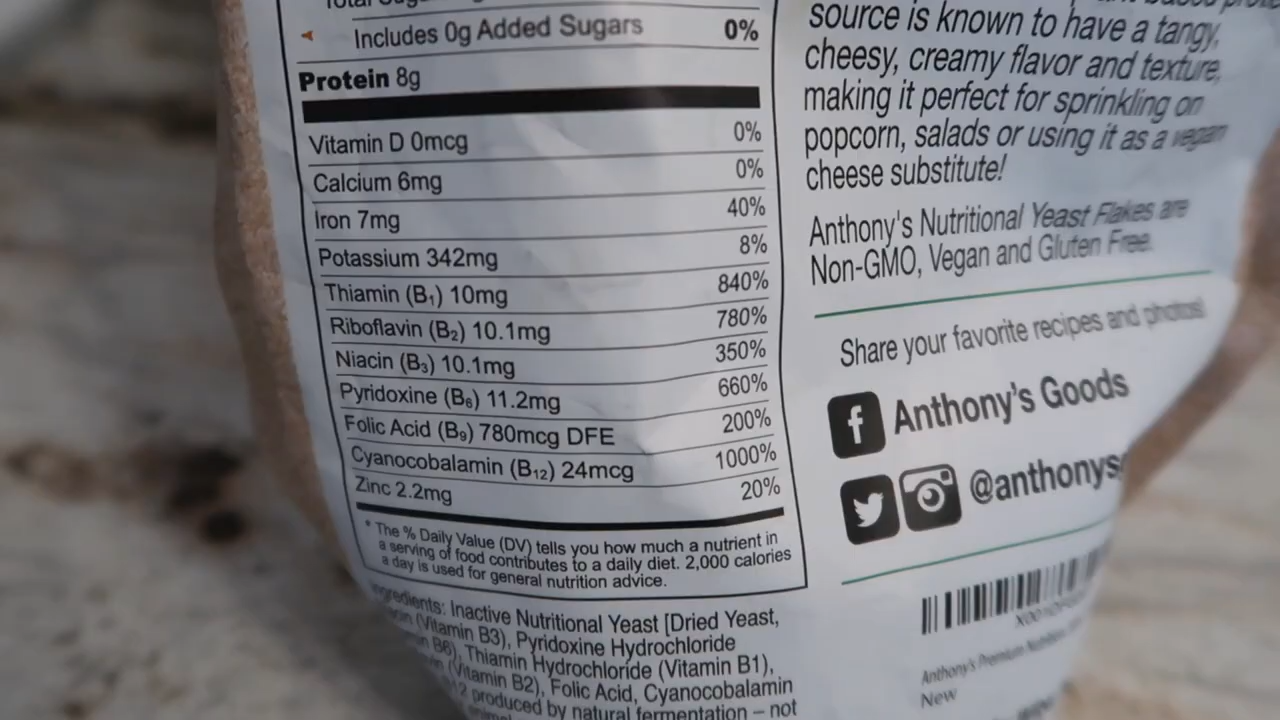 Includes 0g Added Sugars 0%
Protein 8g
Vitamin D 0mcg 0%
Calcium 6mg 0%
Iron 7mg 40%
Potassium 342mg 8%
Thiamin (B₁) 10mg 840%
Riboflavin (B₂) 10.1mg 780%
Niacin (B₃) 10.1mg 350%
Pyridoxine (B₆) 11.2mg 660%
Folic Acid (B₉) 780mcg DFE 200%
Cyanocobalamin (B₁₂) 24mcg 1000%
Zinc 2.2mg 20%
* The % Daily Value (DV) tells you how much a nutrient in
a serving of food contributes to a daily diet. 2,000 calories
a day is used for general nutrition advice.
Ingredients: Inactive Nutritional Yeast [Dried Yeast,
(Vitamin B3), Pyridoxine Hydrochloride
B6), Thiamin Hydrochloride (Vitamin B1),
(Vitamin B2), Folic Acid, Cyanocobalamin
produced by natural fermentation – not
source is known to have a tangy,
cheesy, creamy flavor and texture,
making it perfect for sprinkling on
popcorn, salads or using it as a vegan
cheese substitute!
Anthony's Nutritional Yeast Flakes are
Non-GMO, Vegan and Gluten Free.
Share your favorite recipes and photos!
Anthony's Goods
@anthonys
Anthony's Premium
New